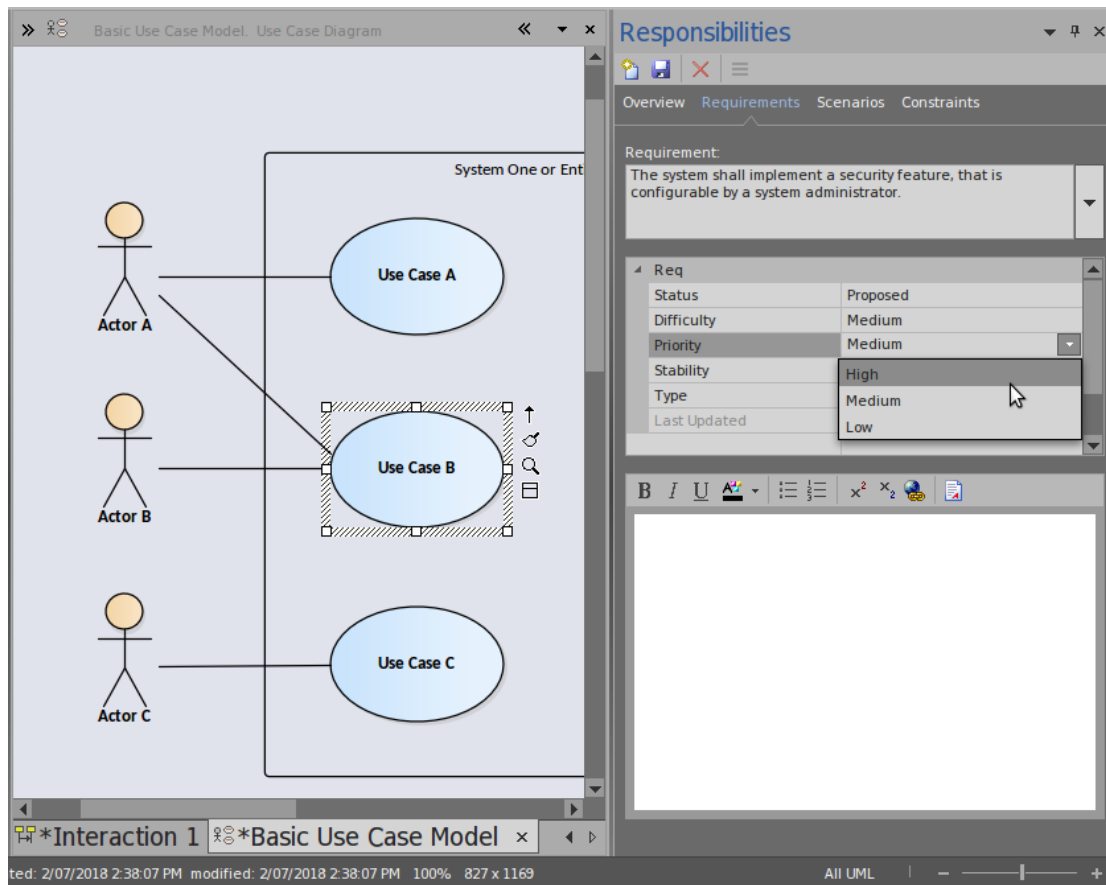 Basic Use Case Model. Use Case Diagram
System One or Ent
Use Case A
Actor A
Use Case B
Actor B
Use Case C
Actor C
*Interaction 1
*Basic Use Case Model
Responsibilities
Overview Requirements Scenarios Constraints
Requirement:
The system shall implement a security feature, that is
configurable by a system administrator.
Req
Status Proposed
Difficulty Medium
Priority Medium
Stability High
Medium
Type
Last Updated Low
B I U x² ×₂
ted: 2/07/2018 2:38:07 PM modified: 2/07/2018 2:38:07 PM 100% 827 x 1169
All UML